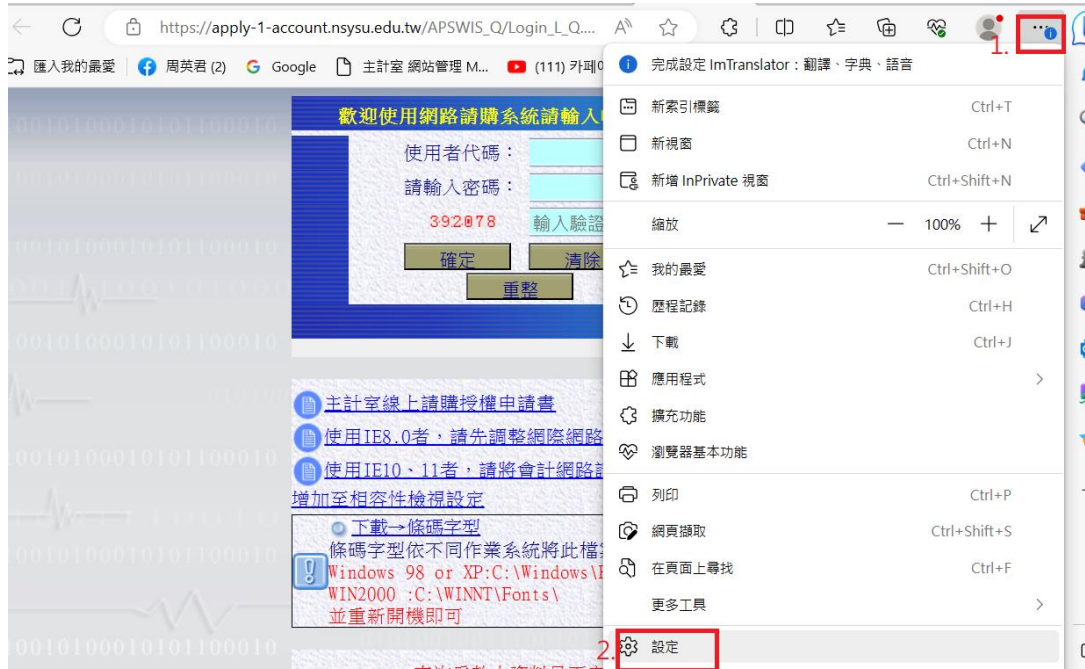 https://apply-1-account.nsysu.edu.tw/APSWIS_Q/Login_L_Q....
1.
匯入我的最愛 周英君 (2) Google 主計室 網站管理 M... (111) 카페
完成設定 ImTranslator：翻譯、字典、語音
新索引標籤 Ctrl+T
新視窗 Ctrl+N
新增 InPrivate 視窗 Ctrl+Shift+N
縮放 — 100% +
我的最愛 Ctrl+Shift+O
歷程記錄 Ctrl+H
下載 Ctrl+J
應用程式
擴充功能
瀏覽器基本功能
列印 Ctrl+P
網頁擷取 Ctrl+Shift+S
在頁面上尋找 Ctrl+F
更多工具
2. 設定
歡迎使用網路請購系統請輸入
使用者代碼：
請輸入密碼：
392078 輸入驗證
確定 清除
重整
主計室線上請購授權申請書
使用IE8.0者，請先調整網際網路
使用IE10、11者，請將會計網路
增加至相容性檢視設定
下載→條碼字型
條碼字型依不同作業系統將此檔
Windows 98 or XP:C:\Windows\
WIN2000 :C:\WINNT\Fonts\
並重新開機即可